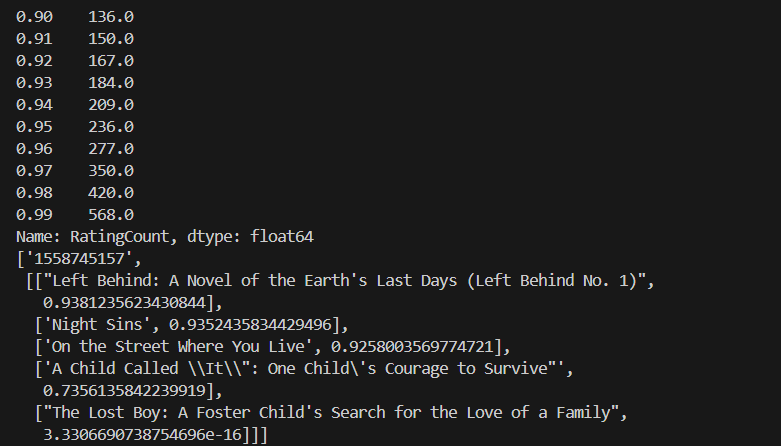 0.90    136.0
0.91    150.0
0.92    167.0
0.93    184.0
0.94    209.0
0.95    236.0
0.96    277.0
0.97    350.0
0.98    420.0
0.99    568.0
Name: RatingCount, dtype: float64
['1558745157',
 [["Left Behind: A Novel of the Earth's Last Days (Left Behind No. 1)",
   0.9381235623430844],
  ['Night Sins', 0.9352435834429496],
  ['On the Street Where You Live', 0.9258003569774721],
  ['A Child Called \\It\\": One Child\'s Courage to Survive"',
   0.7356135842239919],
  ["The Lost Boy: A Foster Child's Search for the Love of a Family",
   3.3306690738754696e-16]]]